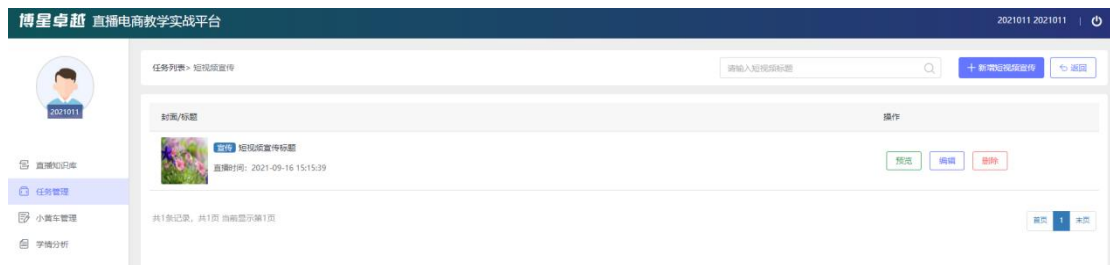 博星卓越 直播电商教学实战平台
2021011 2021011
2021011
直播知识库
任务管理
小黄车管理
学情分析
任务列表> 短视频宣传
请输入短视频标题
+ 新增短视频宣传
返回
封面/标题
操作
宣传 短视频宣传标题
直播时间：2021-09-16 15:15:39
预览 编辑 删除
共1条记录，共1页 当前显示第1页
首页 1 末页